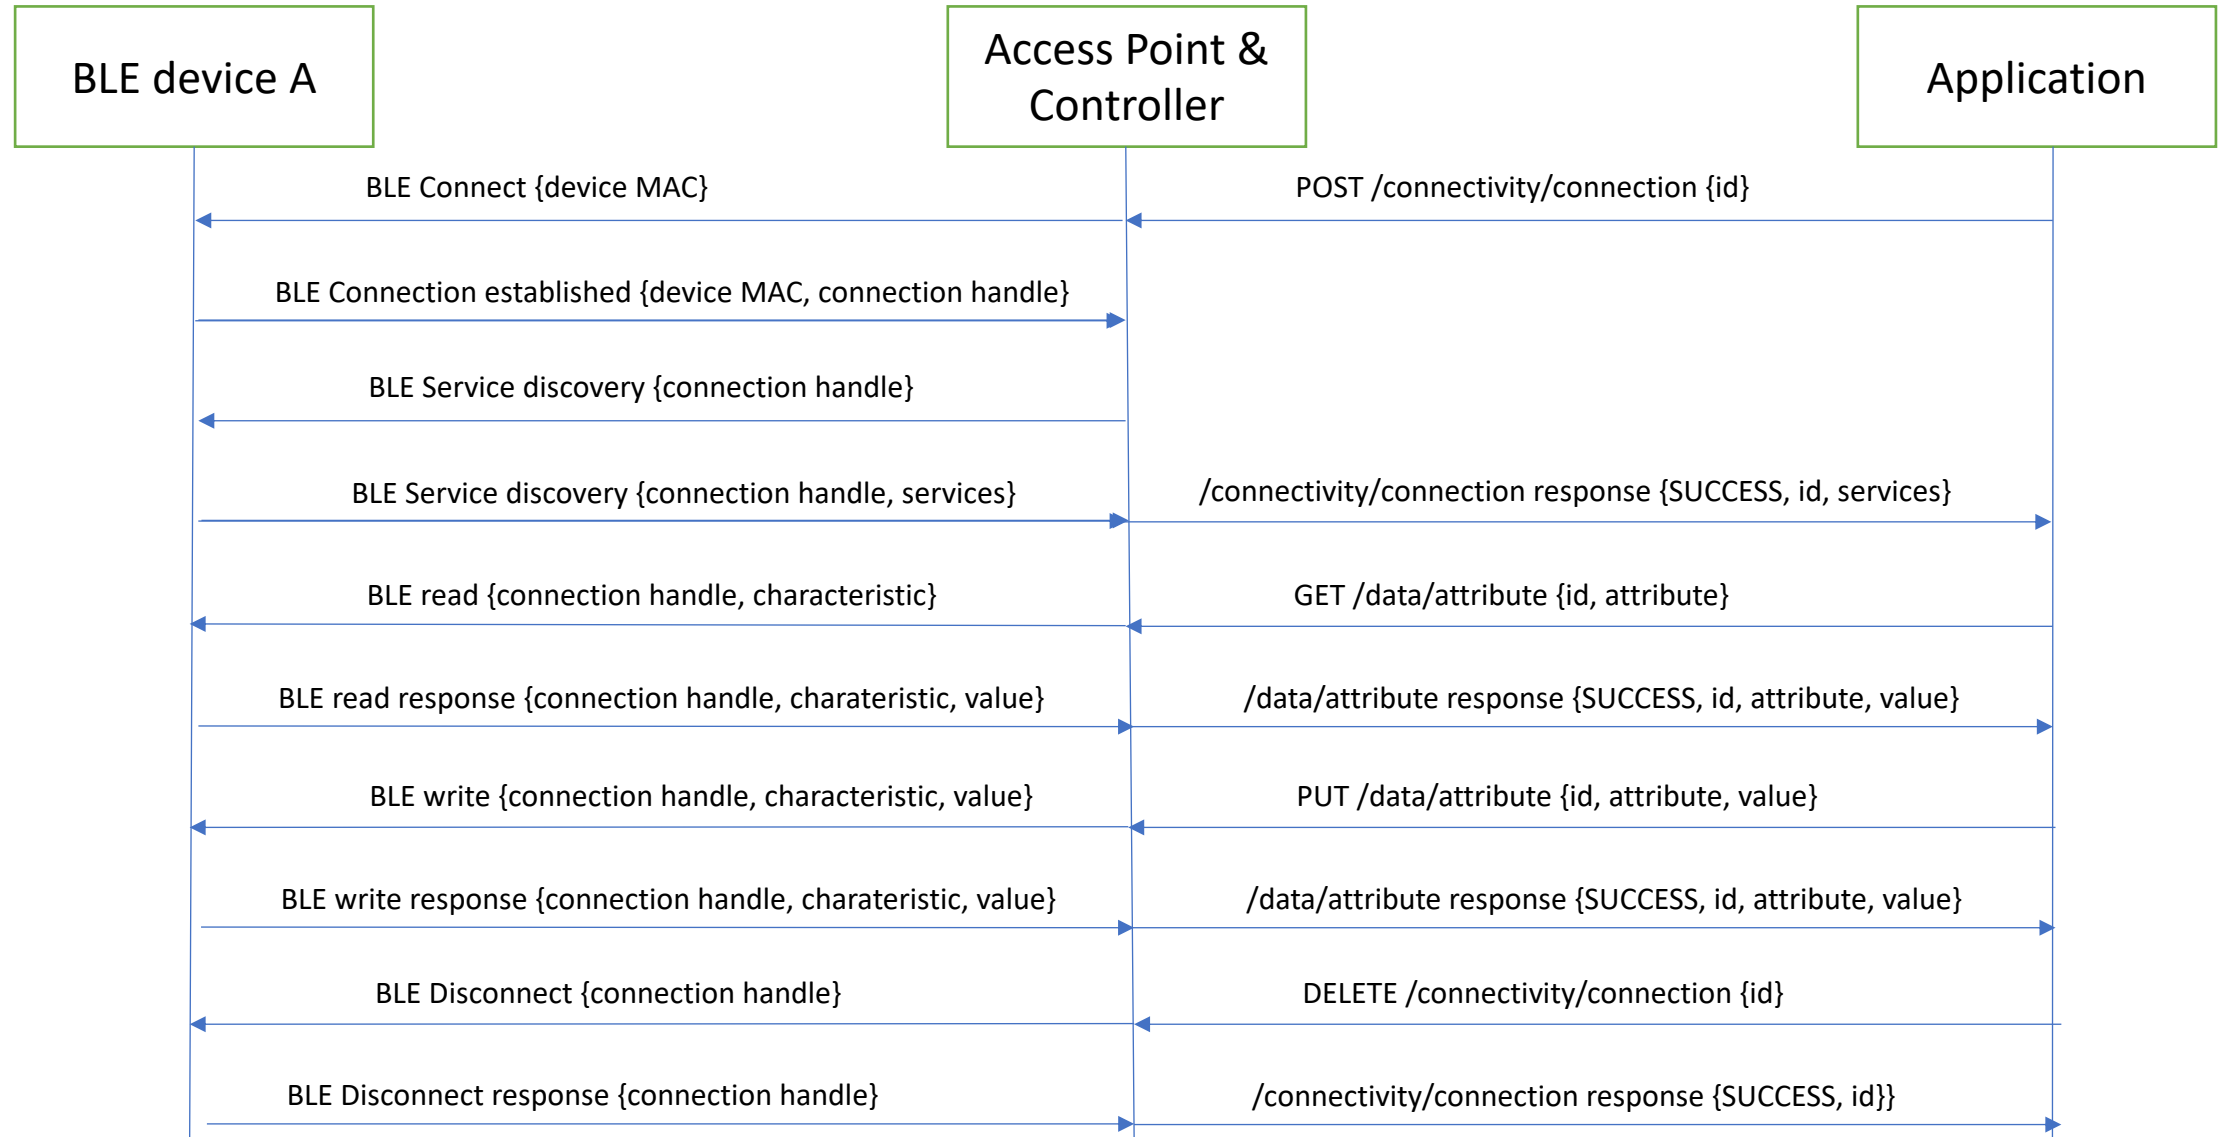 BLE device A
Access Point &
Controller
Application
BLE Connect {device MAC}
POST /connectivity/connection {id}
BLE Connection established {device MAC, connection handle}
BLE Service discovery {connection handle}
BLE Service discovery {connection handle, services}
/connectivity/connection response {SUCCESS, id, services}
BLE read {connection handle, characteristic}
GET /data/attribute {id, attribute}
BLE read response {connection handle, charateristic, value}
/data/attribute response {SUCCESS, id, attribute, value}
BLE write {connection handle, characteristic, value}
PUT /data/attribute {id, attribute, value}
BLE write response {connection handle, charateristic, value}
/data/attribute response {SUCCESS, id, attribute, value}
BLE Disconnect {connection handle}
DELETE /connectivity/connection {id}
BLE Disconnect response {connection handle}
/connectivity/connection response {SUCCESS, id}}